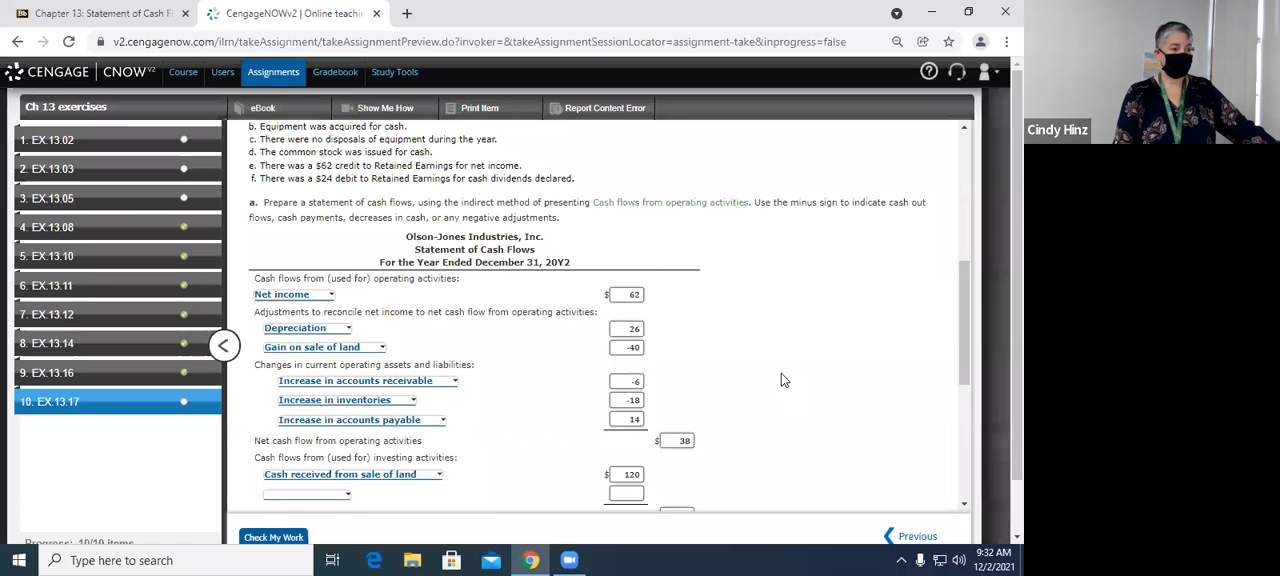 Bb Chapter 13: Statement of Cash F
CengageNOWv2 | Online teachin
v2.cengagenow.com/ilrn/takeAssignment/takeAssignmentPreview.do?invoker=&takeAssignmentSessionLocator=assignment-take&inprogress=false
CENGAGE | CNOWv2 Course Users Assignments Gradebook Study Tools
Ch 13 exercises
eBook Show Me How Print Item Report Content Error
1. EX.13.02
2. EX.13.03
3. EX.13.05
4. EX.13.08
5. EX.13.10
6. EX.13.11
7. EX.13.12
8. EX.13.14
9. EX.13.16
10. EX.13.17
Progress: 10/10 items
b. Equipment was acquired for cash.
c. There were no disposals of equipment during the year.
d. The common stock was issued for cash.
e. There was a $62 credit to Retained Earnings for net income.
f. There was a $24 debit to Retained Earnings for cash dividends declared.
a. Prepare a statement of cash flows, using the indirect method of presenting Cash flows from operating activities. Use the minus sign to indicate cash out
flows, cash payments, decreases in cash, or any negative adjustments.
Olson-Jones Industries, Inc.
Statement of Cash Flows
For the Year Ended December 31, 20Y2
Cash flows from (used for) operating activities:
Net income $ 62
Adjustments to reconcile net income to net cash flow from operating activities:
Depreciation 26
Gain on sale of land -40
Changes in current operating assets and liabilities:
Increase in accounts receivable -6
Increase in inventories -18
Increase in accounts payable 14
Net cash flow from operating activities $ 38
Cash flows from (used for) investing activities:
Cash received from sale of land $ 120
Check My Work
Previous
Cindy Hinz
Type here to search
9:32 AM
12/2/2021